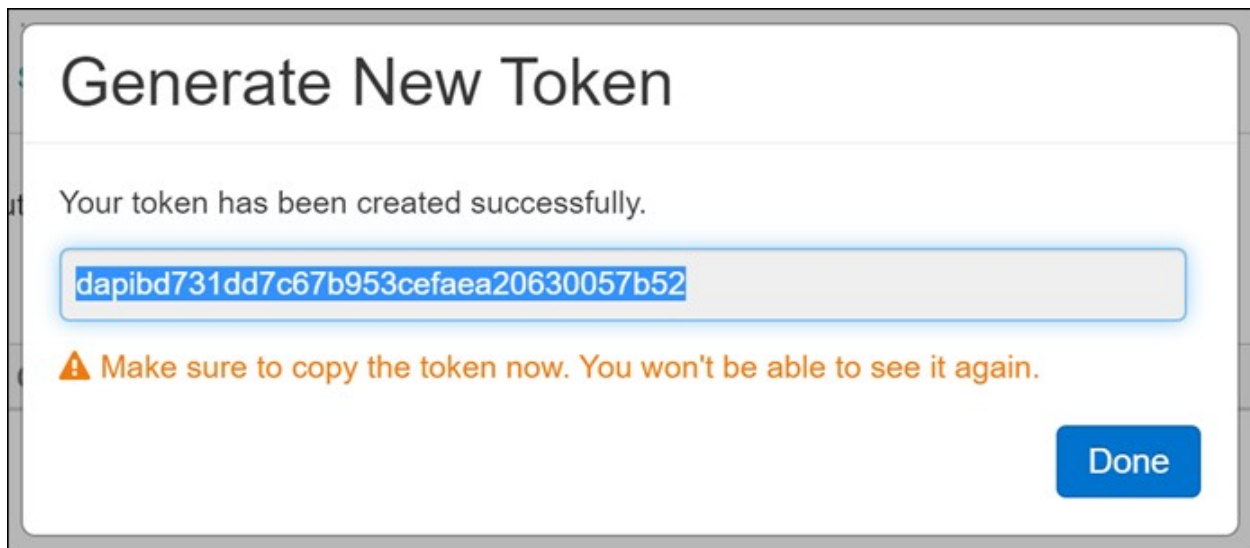 Generate New Token
Your token has been created successfully.
dapibd731dd7c67b953cefaea20630057b52
Make sure to copy the token now. You won't be able to see it again.
Done